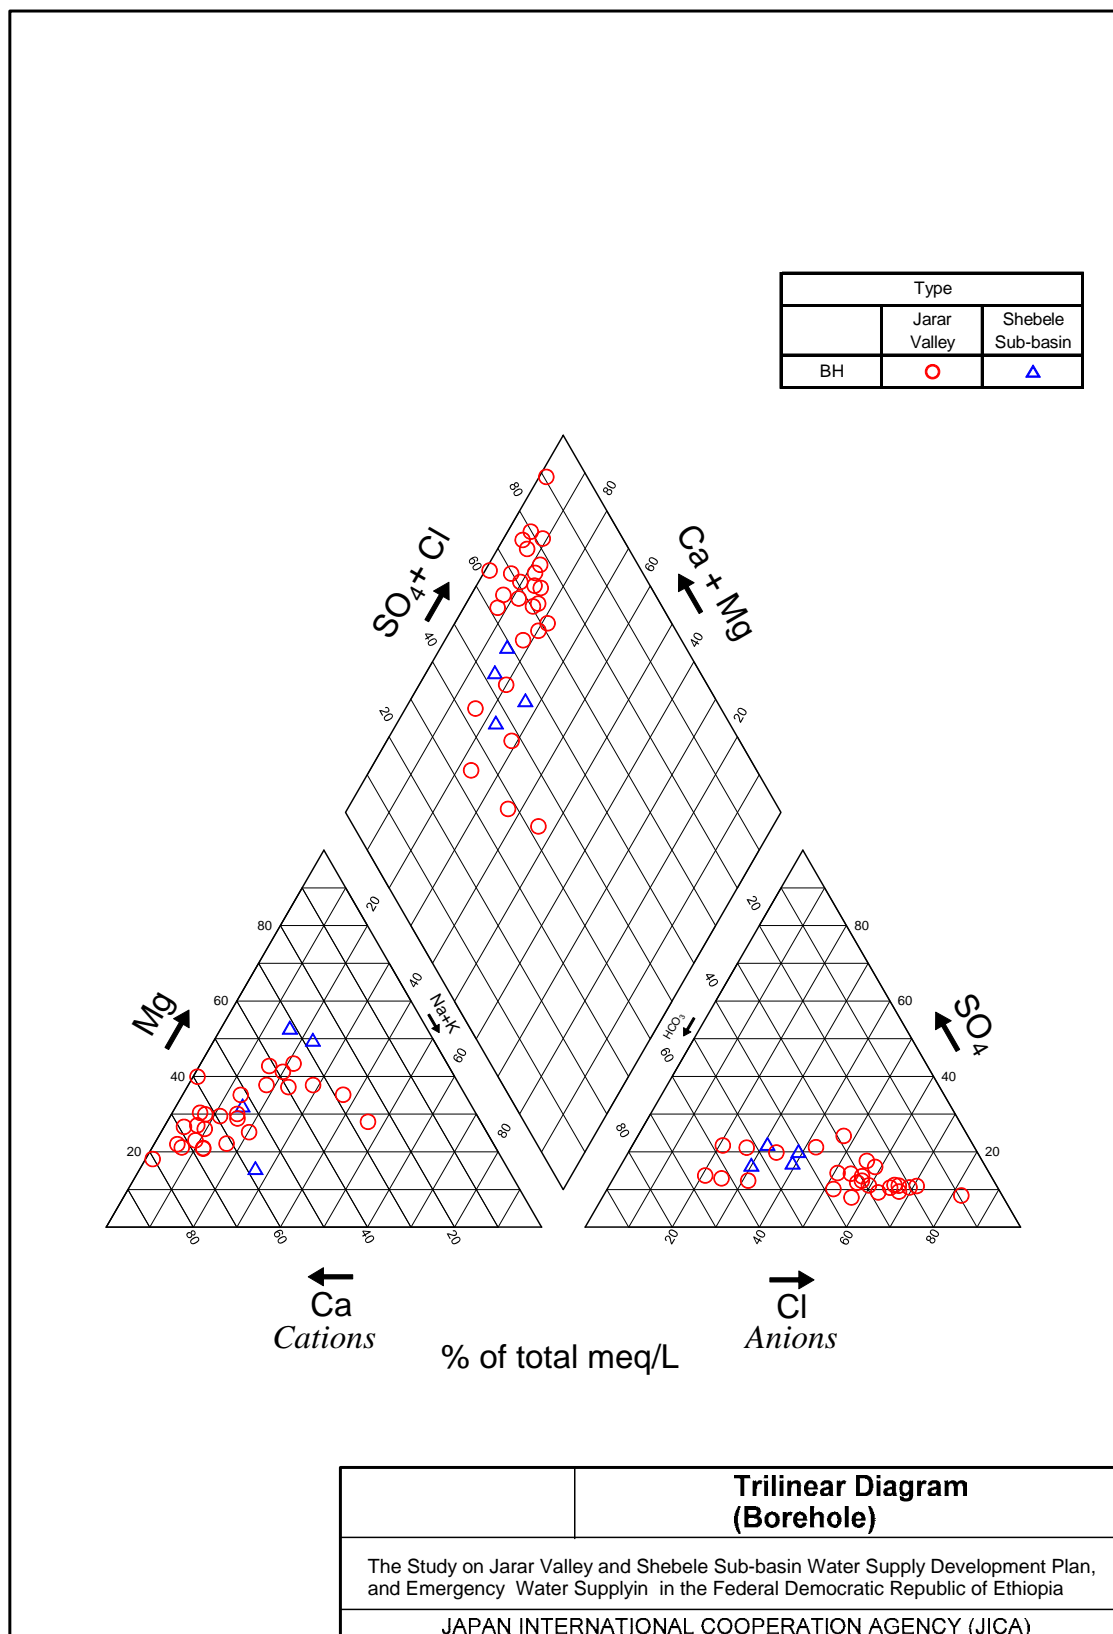 Type
Jarar Valley
Shebele Sub-basin
BH
80
80
SO4+ Cl
Ca + Mg
60
60
40
40
20
20
80
20
20
40
Na+K
40
HCO3
60
Mg
60
60
SO4
60
40
80
80
40
20
20
80
60
40
20
20
40
60
80
Ca
Cl
Cations
Anions
% of total meq/L
Trilinear Diagram
(Borehole)
The Study on Jarar Valley and Shebele Sub-basin Water Supply Development Plan,
and Emergency Water Supplyin in the Federal Democratic Republic of Ethiopia
JAPAN INTERNATIONAL COOPERATION AGENCY (JICA)